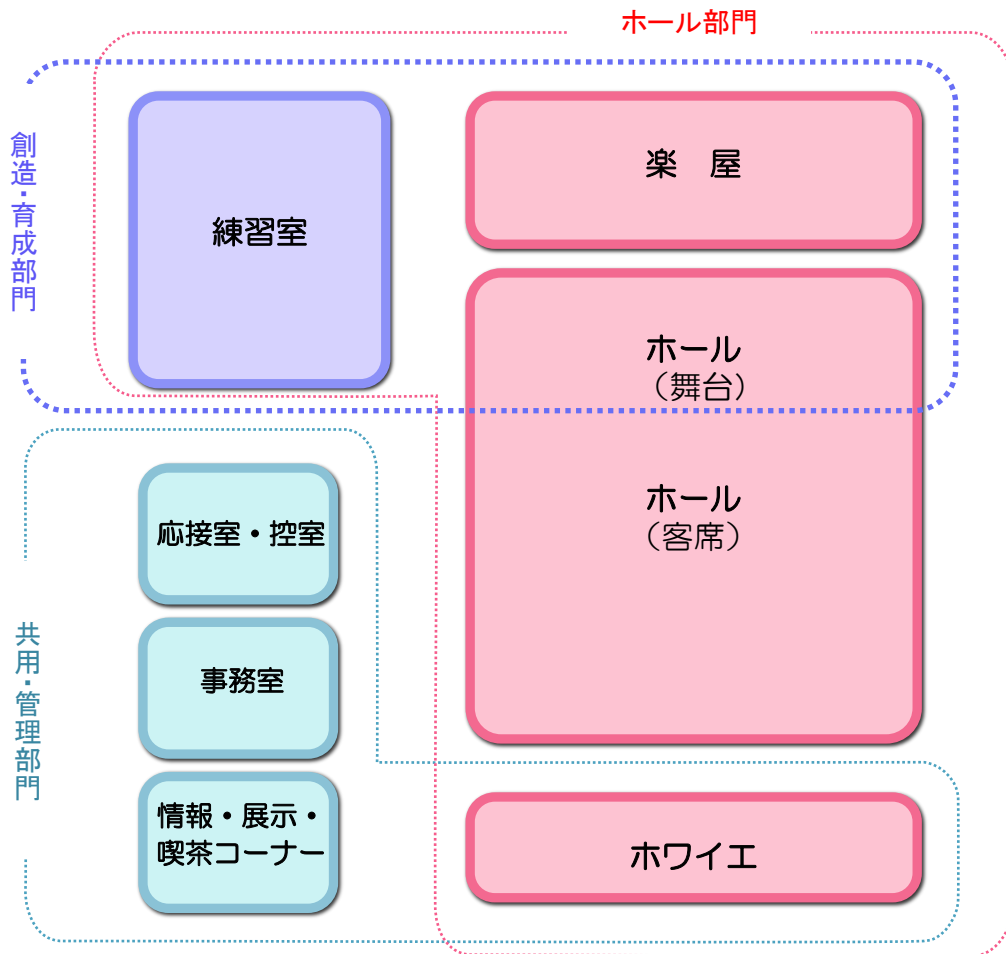 ホール部門
創造・育成部門
練習室
楽 屋
ホール
（舞台）
ホール
（客席）
応接室・控室
事務室
情報・展示・
喫茶コーナー
共用・管理部門
ホワイエ